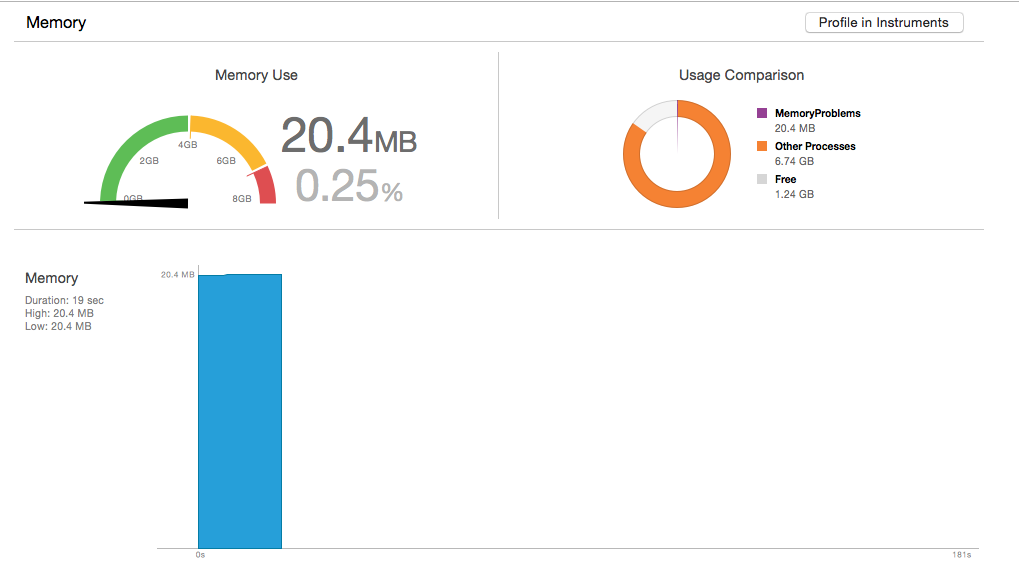 Memory
Profile in Instruments
Memory Use
Usage Comparison
0GB
2GB
4GB
6GB
8GB
20.4MB
0.25%
MemoryProblems
20.4 MB
Other Processes
6.74 GB
Free
1.24 GB
Memory
Duration: 19 sec
High: 20.4 MB
Low: 20.4 MB
20.4 MB
0s
181s